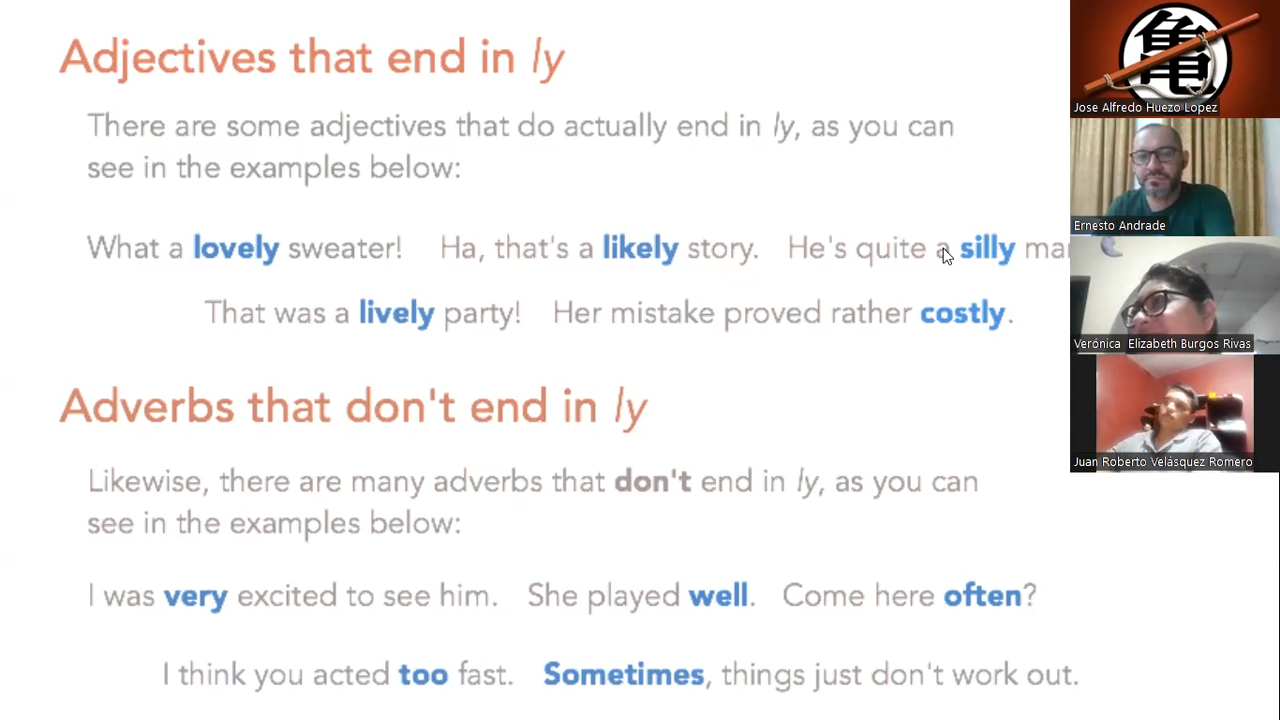 Adjectives that end in ly
There are some adjectives that do actually end in ly, as you can
see in the examples below:
What a lovely sweater! Ha, that's a likely story. He's quite a silly
That was a lively party! Her mistake proved rather costly.
Adverbs that don't end in ly
Likewise, there are many adverbs that don't end in ly, as you can
see in the examples below:
I was very excited to see him. She played well. Come here often?
I think you acted too fast. Sometimes, things just don't work out.
亀
Jose Alfredo Huezo Lopez
Ernesto Andrade
Verónica Elizabeth Burgos Rivas
Juan Roberto Velásquez Romero